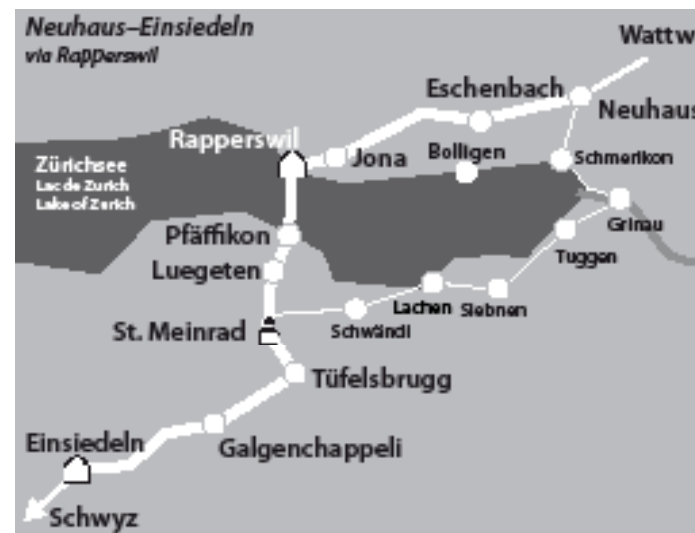 Neuhaus–Einsiedeln
via Rapperswil
Wattw
Eschenbach
Neuhaus
Rapperswil
Jona
Bolligen
Schmerikon
Zürichsee
Lac de Zurich
Lake of Zerich
Grinau
Pfäffikon
Tuggen
Luegeten
Lachen
Siebnen
St. Meinrad
Schwändi
Tüfelsbrugg
Einsiedeln
Galgenchappeli
Schwyz